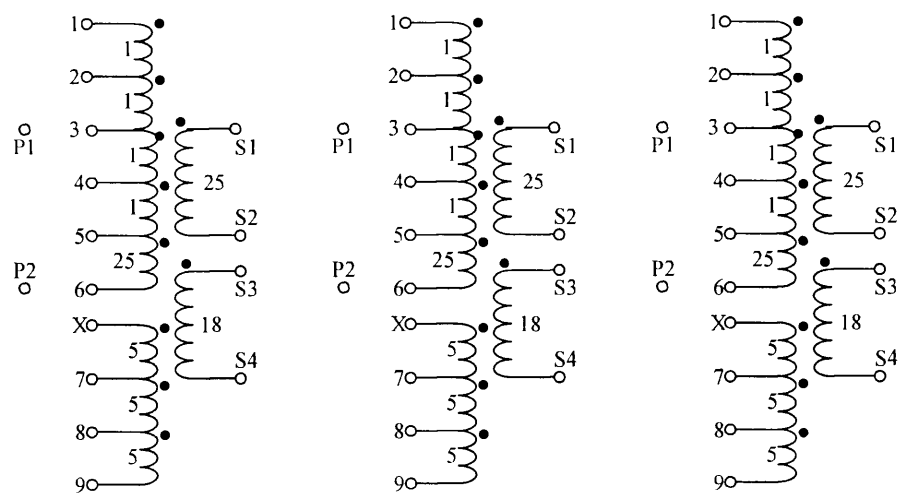 1 1 1
1 1 1
2 2 2
1 1 1
P1 3 S1 P1 3 S1 P1 3 S1
1 1 1
4 25 4 25 4 25
1 1 1
5 S2 5 S2 5 S2
25 25 25
P2 6 S3 P2 6 S3 P2 6 S3
X 18 X 18 X 18
5 5 5
7 S4 7 S4 7 S4
5 5 5
8 8 8
5 5 5
9 9 9